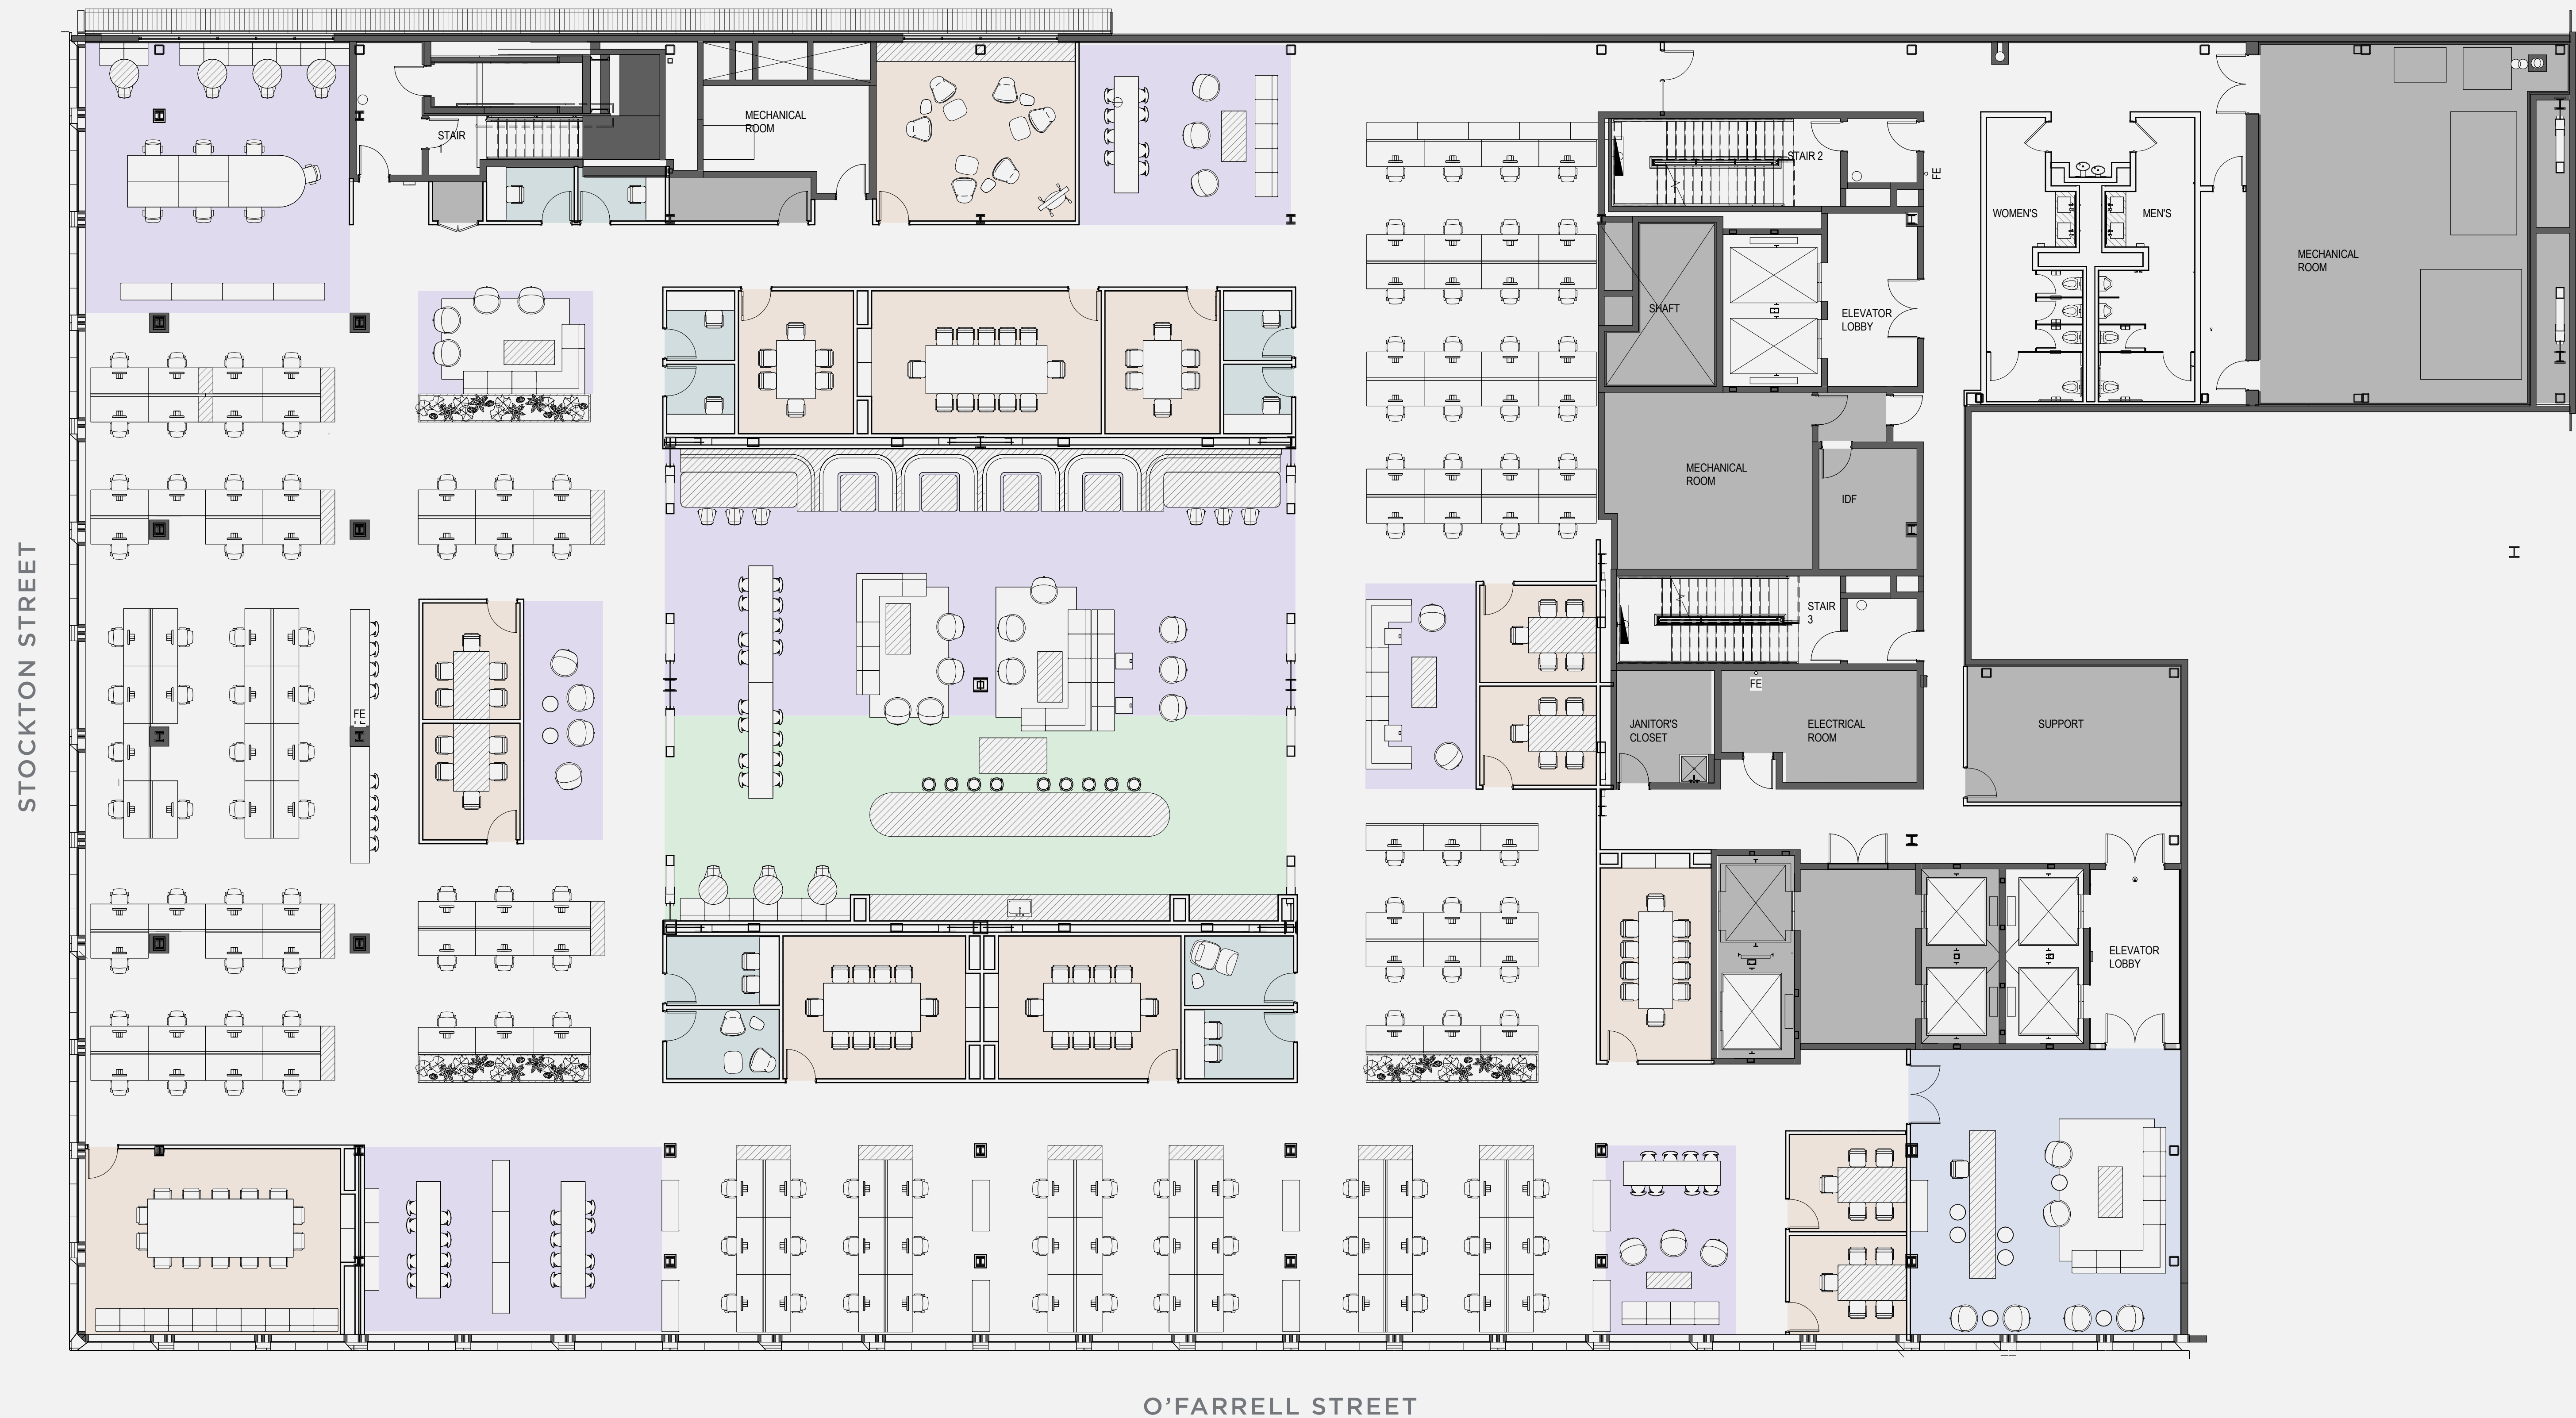 STAIR
1
MECHANICAL
ROOM
STAIR 2
FE
WOMEN'S
MEN'S
MECHANICAL
ROOM
SHAFT
ELEVATOR
LOBBY
MECHANICAL
ROOM
IDF
STAIR
3
FE
FE
JANITOR'S
CLOSET
ELECTRICAL
ROOM
SUPPORT
ELEVATOR
LOBBY
STOCKTON STREET
O'FARRELL STREET